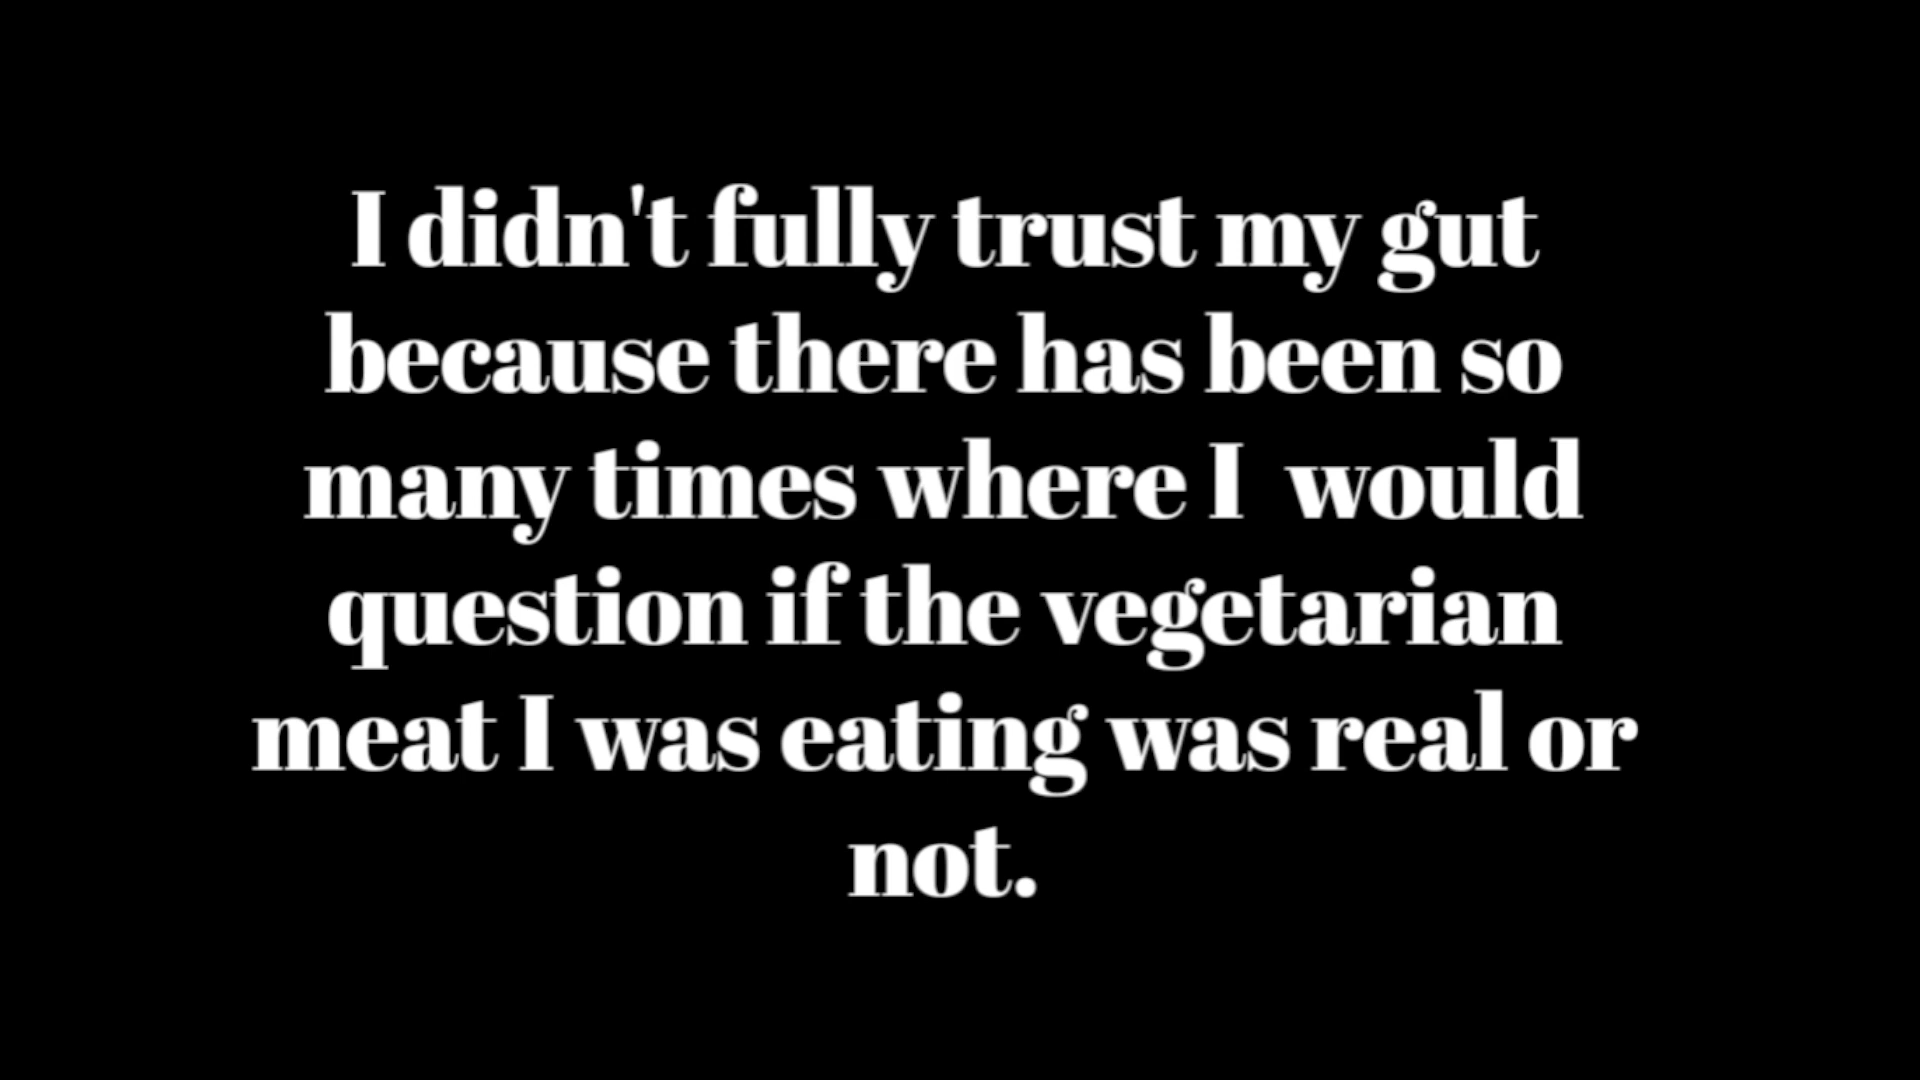 I didn't fully trust my gut
because there has been so
many times where I  would
question if the vegetarian
meat I was eating was real or
not.